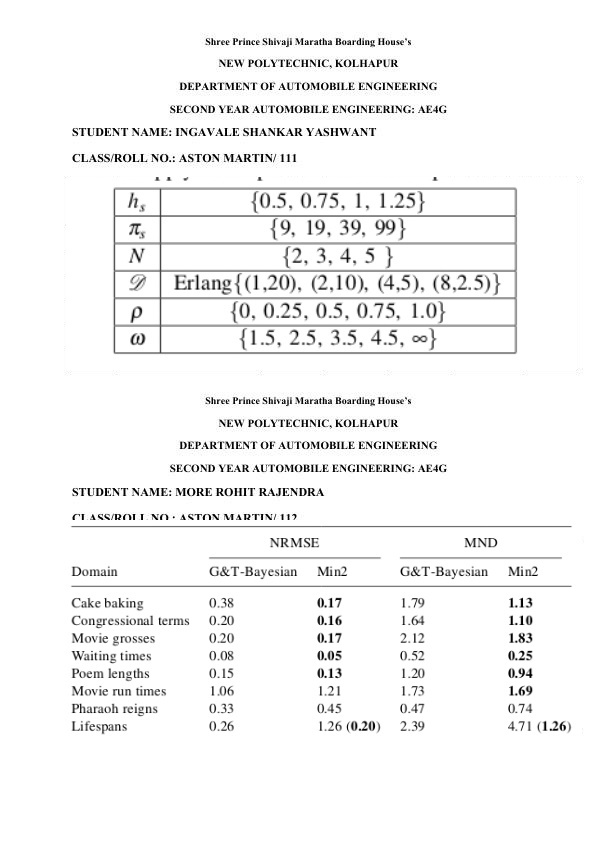 Shree Prince Shivaji Maratha Boarding House’s
NEW POLYTECHNIC, KOLHAPUR
DEPARTMENT OF AUTOMOBILE ENGINEERING
SECOND YEAR AUTOMOBILE ENGINEERING: AE4G
STUDENT NAME: INGAVALE SHANKAR YASHWANT
CLASS/ROLL NO.: ASTON MARTIN/ 111
hₛ {0.5, 0.75, 1, 1.25}
πₛ {9, 19, 39, 99}
N {2, 3, 4, 5 }
𝒟 Erlang{(1,20), (2,10), (4,5), (8,2.5)}
ρ {0, 0.25, 0.5, 0.75, 1.0}
ω {1.5, 2.5, 3.5, 4.5, ∞}
Shree Prince Shivaji Maratha Boarding House’s
NEW POLYTECHNIC, KOLHAPUR
DEPARTMENT OF AUTOMOBILE ENGINEERING
SECOND YEAR AUTOMOBILE ENGINEERING: AE4G
STUDENT NAME: MORE ROHIT RAJENDRA
CLASS/ROLL NO.: ASTON MARTIN/ 112
NRMSE MND
Domain G&T-Bayesian Min2 G&T-Bayesian Min2
Cake baking 0.38 0.17 1.79 1.13
Congressional terms 0.20 0.16 1.64 1.10
Movie grosses 0.20 0.17 2.12 1.83
Waiting times 0.08 0.05 0.52 0.25
Poem lengths 0.15 0.13 1.20 0.94
Movie run times 1.06 1.21 1.73 1.69
Pharaoh reigns 0.33 0.45 0.47 0.74
Lifespans 0.26 1.26 (0.20) 2.39 4.71 (1.26)